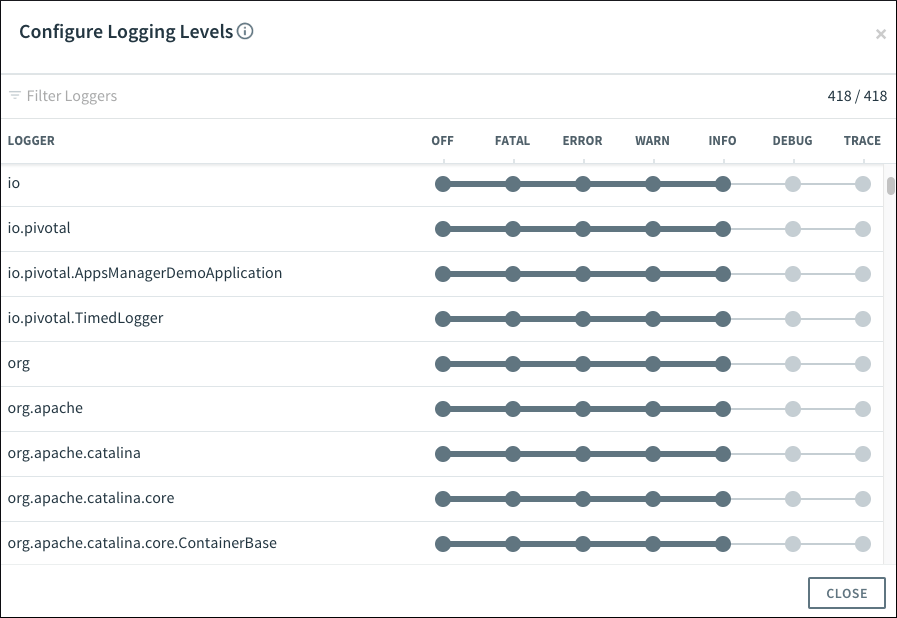 Configure Logging Levels
×
Filter Loggers 418 / 418
LOGGER OFF FATAL ERROR WARN INFO DEBUG TRACE
io
io.pivotal
io.pivotal.AppsManagerDemoApplication
io.pivotal.TimedLogger
org
org.apache
org.apache.catalina
org.apache.catalina.core
org.apache.catalina.core.ContainerBase
CLOSE